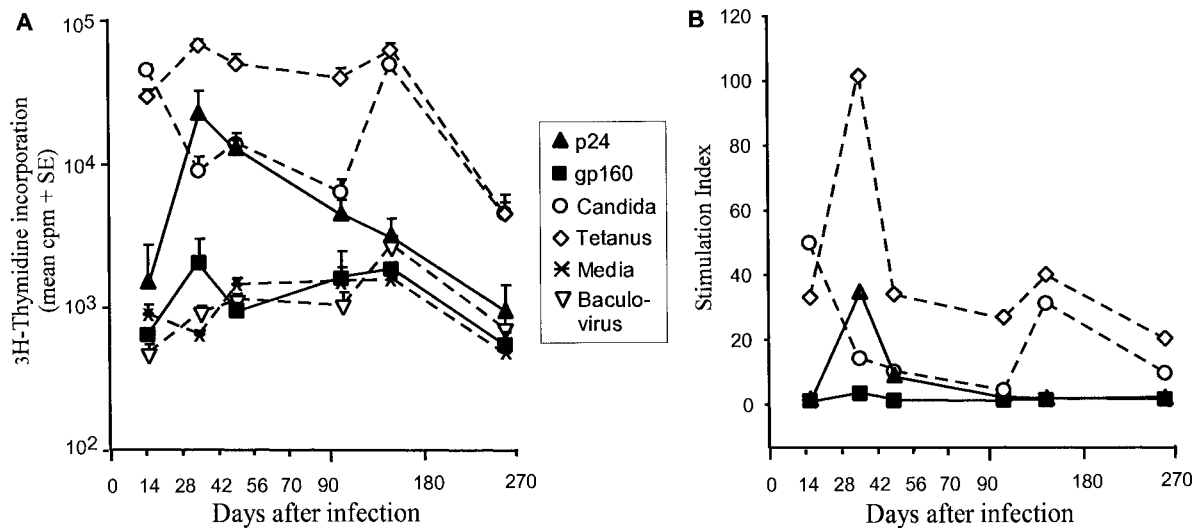 A
3H-Thymidine incorporation
(mean cpm + SE)
10⁵
10⁴
10³
10²
0 14 28 42 56 70 90 180 270
Days after infection
p24
gp160
Candida
Tetanus
Media
Baculo-
virus
B
Stimulation Index
120
100
80
60
40
20
0
0 14 28 42 56 70 90 180 270
Days after infection